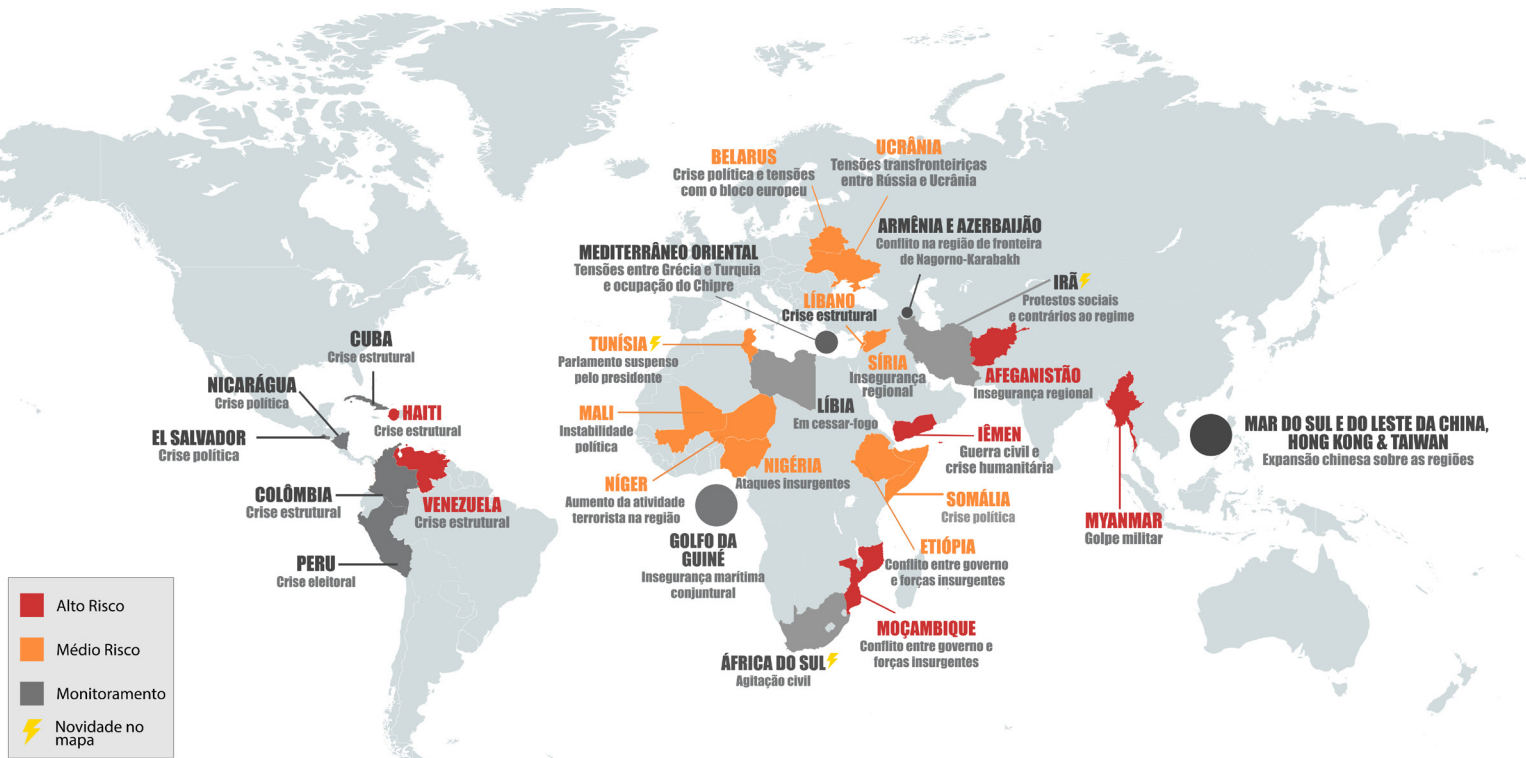 BELARUS
Crise política e tensões
com o bloco europeu
UCRÂNIA
Tensões transfronteiriças
entre Rússia e Ucrânia
ARMÊNIA E AZERBAIJÃO
Conflito na região de fronteira
de Nagorno-Karabakh
MEDITERRÂNEO ORIENTAL
Tensões entre Grécia e Turquia
e ocupação do Chipre
IRÃ
Protestos sociais
e contrários ao regime
LÍBANO
Crise estrutural
CUBA
Crise estrutural
TUNÍSIA
Parlamento suspenso
pelo presidente
SÍRIA
Insegurança
regional
AFEGANISTÃO
Insegurança regional
NICARÁGUA
Crise política
HAITI
Crise estrutural
MALI
Instabilidade
política
LÍBIA
Em cessar-fogo
IÊMEN
Guerra civil e
crise humanitária
MAR DO SUL E DO LESTE DA CHINA,
HONG KONG & TAIWAN
Expansão chinesa sobre as regiões
EL SALVADOR
Crise política
NIGÉRIA
Ataques insurgentes
NÍGER
Aumento da atividade
terrorista na região
COLÔMBIA
Crise estrutural
VENEZUELA
Crise estrutural
SOMÁLIA
Crise política
MYANMAR
Golpe militar
GOLFO DA
GUINÉ
Insegurança marítima
conjuntural
ETIÓPIA
Conflito entre governo
e forças insurgentes
PERU
Crise eleitoral
MOÇAMBIQUE
Conflito entre governo e
forças insurgentes
ÁFRICA DO SUL
Agitação civil
Alto Risco
Médio Risco
Monitoramento
Novidade no
mapa